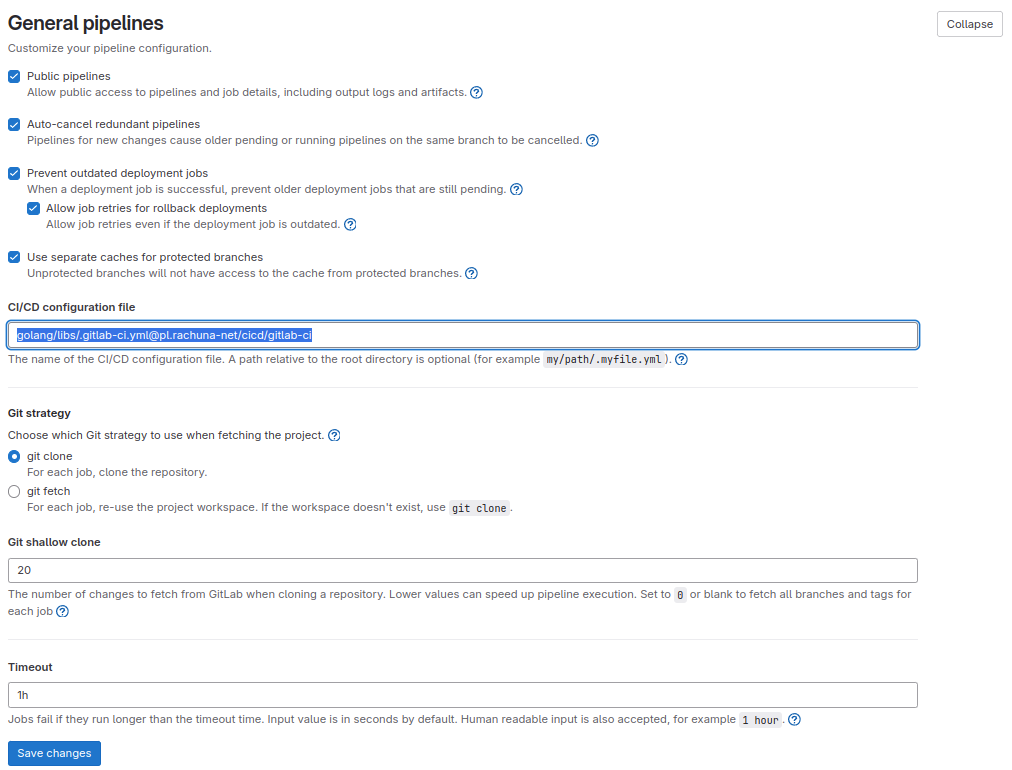 General pipelines
Collapse
Customize your pipeline configuration.
Public pipelines
Allow public access to pipelines and job details, including output logs and artifacts.
Auto-cancel redundant pipelines
Pipelines for new changes cause older pending or running pipelines on the same branch to be cancelled.
Prevent outdated deployment jobs
When a deployment job is successful, prevent older deployment jobs that are still pending.
Allow job retries for rollback deployments
Allow job retries even if the deployment job is outdated.
Use separate caches for protected branches
Unprotected branches will not have access to the cache from protected branches.
CI/CD configuration file
golang/libs/.gitlab-ci.yml@pl.rachuna-net/cicd/gitlab-ci
The name of the CI/CD configuration file. A path relative to the root directory is optional (for example my/path/.myfile.yml ).
Git strategy
Choose which Git strategy to use when fetching the project.
git clone
For each job, clone the repository.
git fetch
For each job, re-use the project workspace. If the workspace doesn't exist, use git clone.
Git shallow clone
20
The number of changes to fetch from GitLab when cloning a repository. Lower values can speed up pipeline execution. Set to 0 or blank to fetch all branches and tags for
each job
Timeout
1h
Jobs fail if they run longer than the timeout time. Input value is in seconds by default. Human readable input is also accepted, for example 1 hour.
Save changes